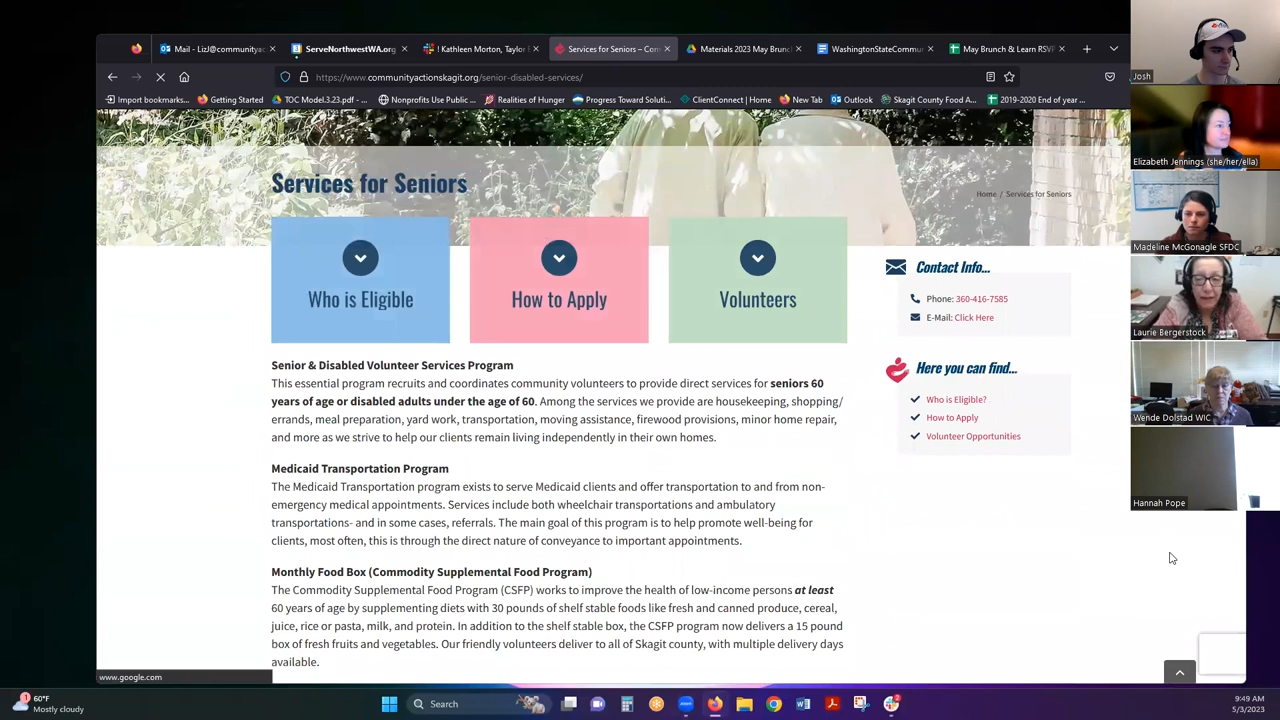 Mail - LizJ@communityac
ServeNorthwestWA.org
! Kathleen Morton, Taylor E
Services for Seniors – Com
Materials 2023 May Brunch
WashingtonStateCommu
May Brunch & Learn RSVP
https://www.communityactionskagit.org/senior-disabled-services/
Import bookmarks...
Getting Started
TOC Model.3.23.pdf - ...
Nonprofits Use Public ...
Realities of Hunger
Progress Toward Soluti...
ClientConnect | Home
New Tab
Outlook
Skagit County Food A...
2019-2020 End of year ...
Services for Seniors
Home / Services for Seniors
Who is Eligible
How to Apply
Volunteers
Senior & Disabled Volunteer Services Program
This essential program recruits and coordinates community volunteers to provide direct services for seniors 60
years of age or disabled adults under the age of 60. Among the services we provide are housekeeping, shopping/
errands, meal preparation, yard work, transportation, moving assistance, firewood provisions, minor home repair,
and more as we strive to help our clients remain living independently in their own homes.
Medicaid Transportation Program
The Medicaid Transportation program exists to serve Medicaid clients and offer transportation to and from non-
emergency medical appointments. Services include both wheelchair transportations and ambulatory
transportations- and in some cases, referrals. The main goal of this program is to help promote well-being for
clients, most often, this is through the direct nature of conveyance to important appointments.
Monthly Food Box (Commodity Supplemental Food Program)
The Commodity Supplemental Food Program (CSFP) works to improve the health of low-income persons at least
60 years of age by supplementing diets with 30 pounds of shelf stable foods like fresh and canned produce, cereal,
juice, rice or pasta, milk, and protein. In addition to the shelf stable box, the CSFP program now delivers a 15 pound
box of fresh fruits and vegetables. Our friendly volunteers deliver to all of Skagit county, with multiple delivery days
available.
Contact Info...
Phone: 360-416-7585
E-Mail: Click Here
Here you can find...
Who is Eligible?
How to Apply
Volunteer Opportunities
www.google.com
Josh
Elizabeth Jennings (she/her/ella)
Madeline McGonagle SFDC
Laurie Bergerstock
Wende Dolstad WIC
Hannah Pope
60°F
Mostly cloudy
Search
9:49 AM
5/3/2023